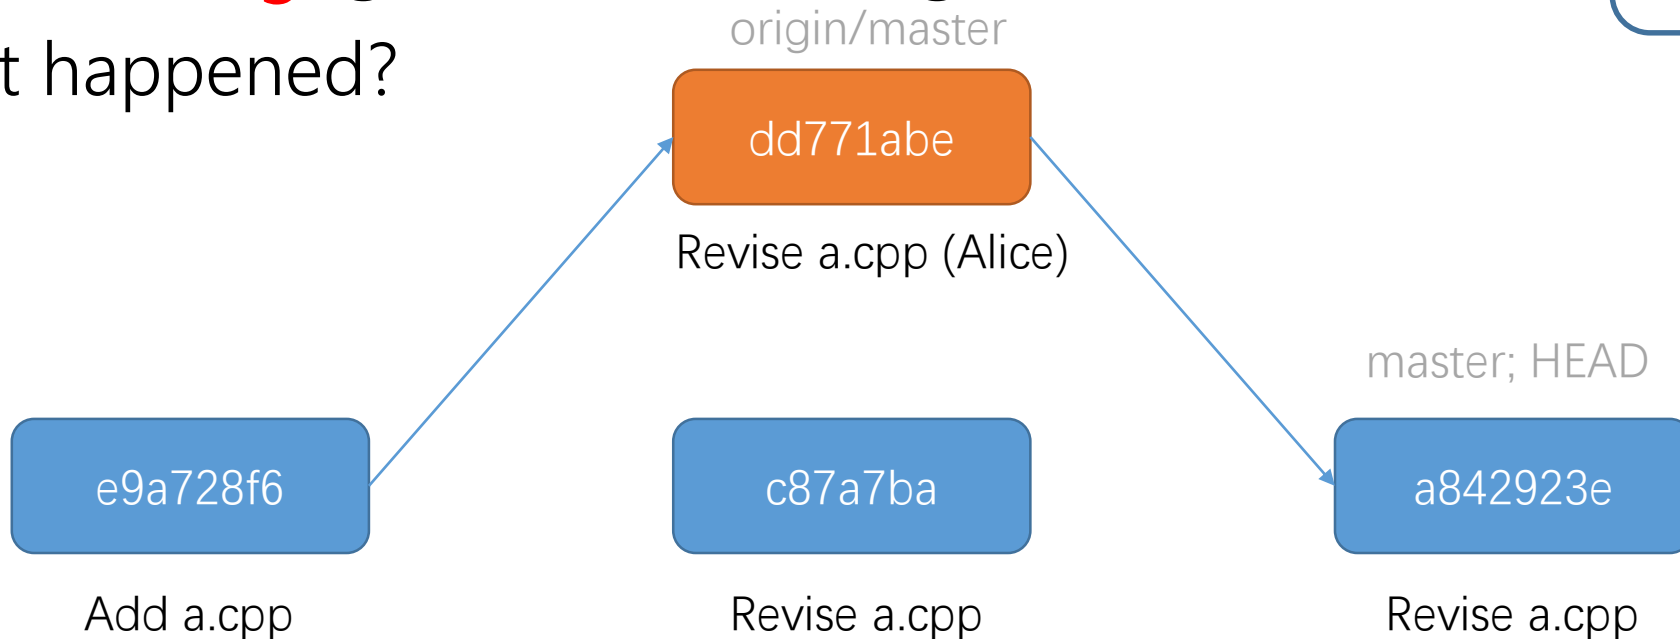 origin/master
t happened?
dd771abe
Revise a.cpp (Alice)
master; HEAD
e9a728f6
c87a7ba
a842923e
Add a.cpp
Revise a.cpp
Revise a.cpp